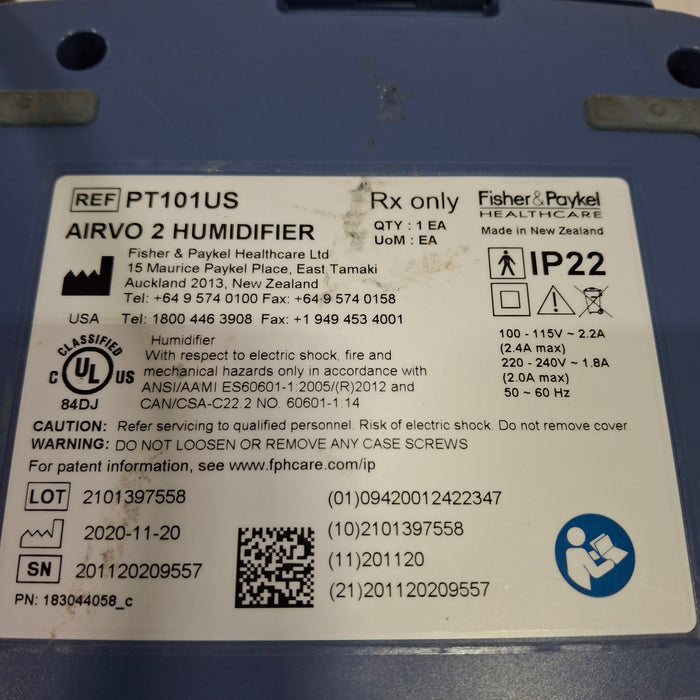 REF PT101US
Rx only
Fisher&Paykel
HEALTHCARE
AIRVO 2 HUMIDIFIER
QTY : 1 EA
UoM : EA
Made in New Zealand
Fisher & Paykel Healthcare Ltd
15 Maurice Paykel Place, East Tamaki
Auckland 2013, New Zealand
Tel: +64 9 574 0100 Fax: +64 9 574 0158
IP22
USA Tel: 1800 446 3908 Fax: +1 949 453 4001
CLASSIFIED
C UL US
84DJ
Humidifier
With respect to electric shock, fire and
mechanical hazards only in accordance with
ANSI/AAMI ES60601-1:2005/(R)2012 and
CAN/CSA-C22.2 NO. 60601-1:14
100 - 115V ~ 2.2A
(2.4A max)
220 - 240V ~ 1.8A
(2.0A max)
50 ~ 60 Hz
CAUTION: Refer servicing to qualified personnel. Risk of electric shock. Do not remove cover.
WARNING: DO NOT LOOSEN OR REMOVE ANY CASE SCREWS
For patent information, see www.fphcare.com/ip
LOT 2101397558
2020-11-20
SN 201120209557
PN: 183044058_c
(01)09420012422347
(10)2101397558
(11)201120
(21)201120209557